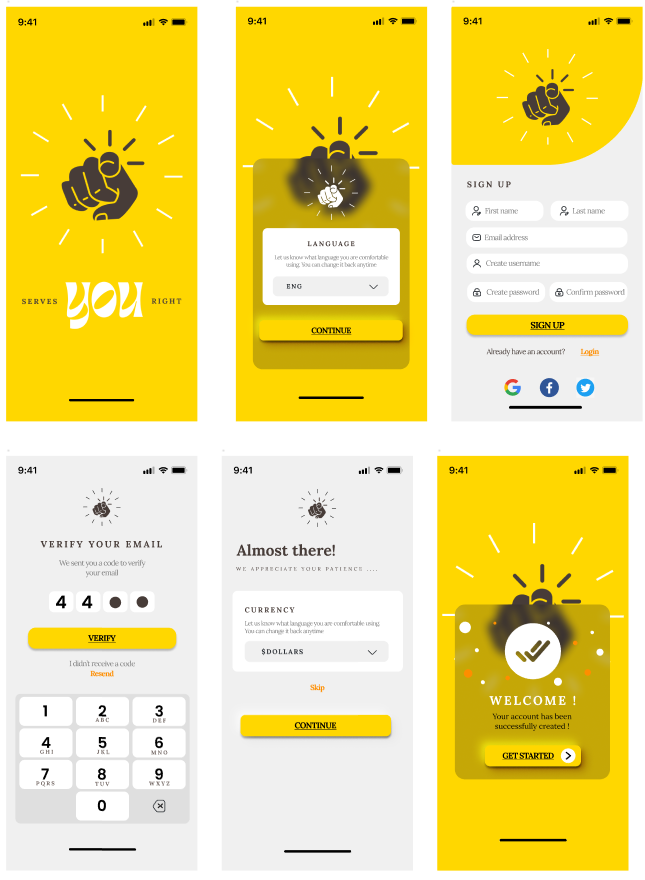 9:41
SERVES YOU RIGHT
9:41
LANGUAGE
Let us know what language you are comfortable
using. You can change it back anytime
ENG
CONTINUE
9:41
SIGN UP
First name
Last name
Email address
Create username
Create password
Confirm password
SIGN UP
Already have an account? Login
9:41
VERIFY YOUR EMAIL
We sent you a code to verify
your email
4 4
VERIFY
I didn't receive a code
Resend
1 2 3
ABC DEF
4 5 6
GHI JKL MNO
7 8 9
PQRS TUV WXYZ
0
9:41
Almost there!
WE APPRECIATE YOUR PATIENCE ....
CURRENCY
Let us know what language you are comfortable using.
You can change it back anytime
$DOLLARS
Skip
CONTINUE
9:41
WELCOME !
Your account has been
successfully created !
GET STARTED